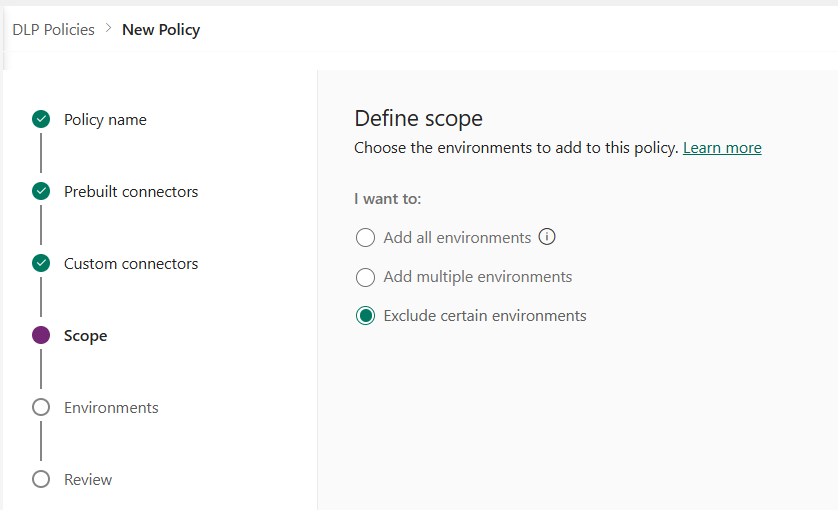 DLP Policies > New Policy
Policy name
Prebuilt connectors
Custom connectors
Scope
Environments
Review
Define scope
Choose the environments to add to this policy. Learn more
I want to:
Add all environments
Add multiple environments
Exclude certain environments